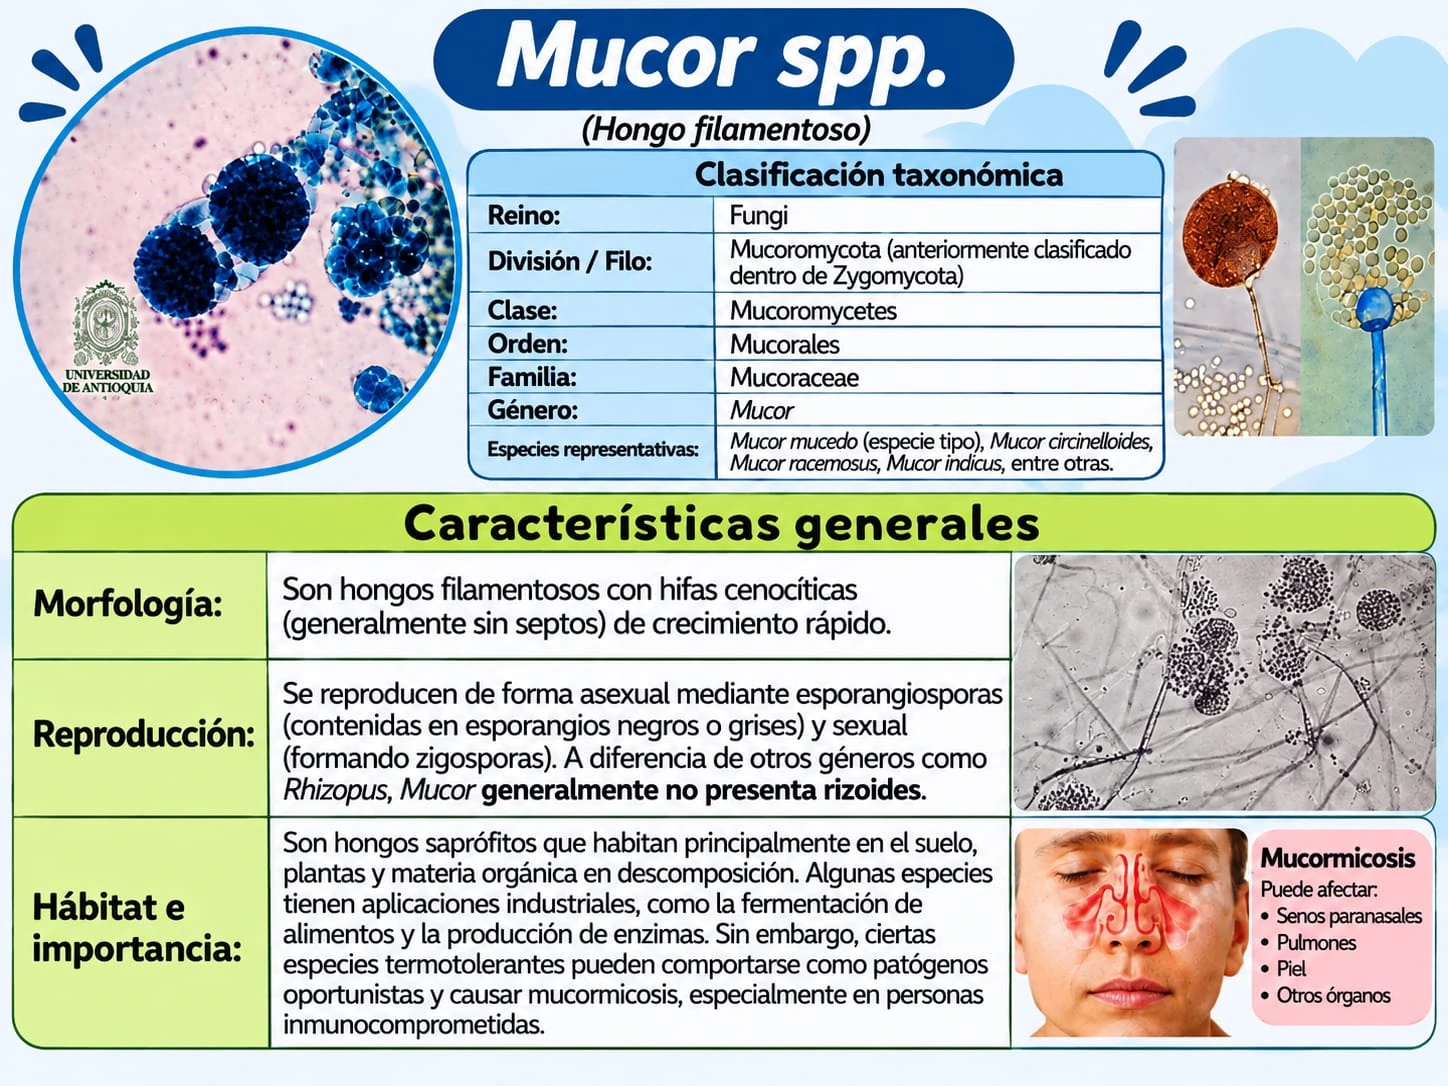 Mucor spp.
(Hongo filamentoso)
UNIVERSIDAD
DE ANTIOQUIA
Clasificación taxonómica
Reino: Fungi
División / Filo: Mucoromycota (anteriormente clasificado
dentro de Zygomycota)
Clase: Mucoromycetes
Orden: Mucorales
Familia: Mucoraceae
Género: Mucor
Especies representativas: Mucor mucedo (especie tipo), Mucor circinelloides,
Mucor racemosus, Mucor indicus, entre otras.
Características generales
Morfología:
Son hongos filamentosos con hifas cenocíticas
(generalmente sin septos) de crecimiento rápido.
Reproducción:
Se reproducen de forma asexual mediante esporangiosporas
(contenidas en esporangios negros o grises) y sexual
(formando zigosporas). A diferencia de otros géneros como
Rhizopus, Mucor generalmente no presenta rizoides.
Hábitat e
importancia:
Son hongos saprófitos que habitan principalmente en el suelo,
plantas y materia orgánica en descomposición. Algunas especies
tienen aplicaciones industriales, como la fermentación de
alimentos y la producción de enzimas. Sin embargo, ciertas
especies termotolerantes pueden comportarse como patógenos
oportunistas y causar mucormicosis, especialmente en personas
inmunocomprometidas.
Mucormicosis
Puede afectar:
• Senos paranasales
• Pulmones
• Piel
• Otros órganos